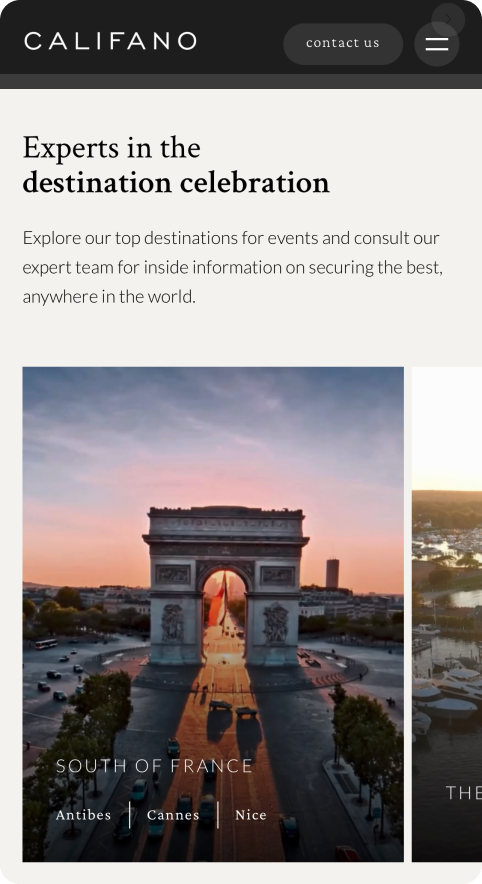 CALIFANO
contact us
Experts in the
destination celebration
Explore our top destinations for events and consult our
expert team for inside information on securing the best,
anywhere in the world.
SOUTH OF FRANCE
THE
Antibes | Cannes | Nice